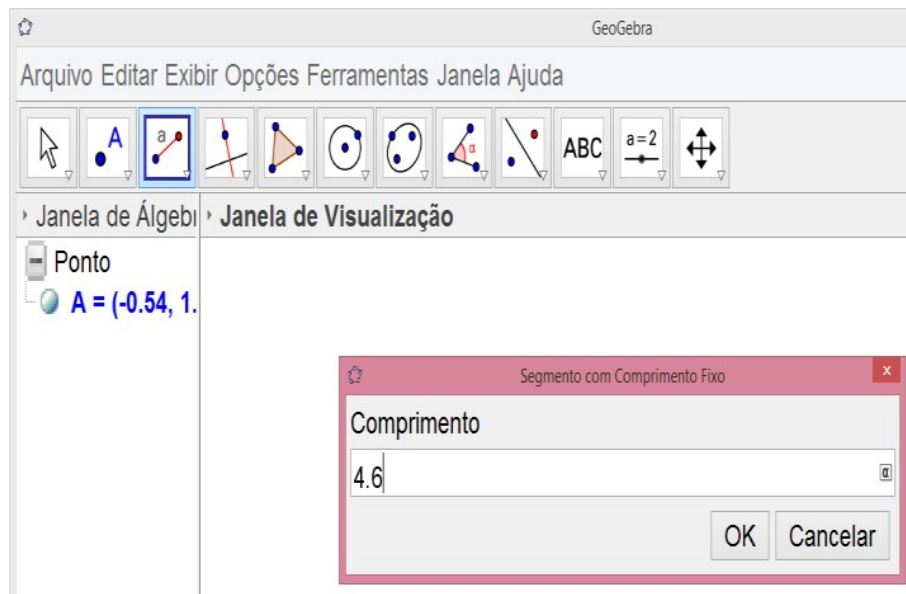 GeoGebra
Arquivo Editar Exibir Opções Ferramentas Janela Ajuda
A a α ABC a=2
Janela de Álgebr Janela de Visualização
Ponto
A = (-0.54, 1.
Segmento com Comprimento Fixo x
Comprimento
4.6 α
OK Cancelar